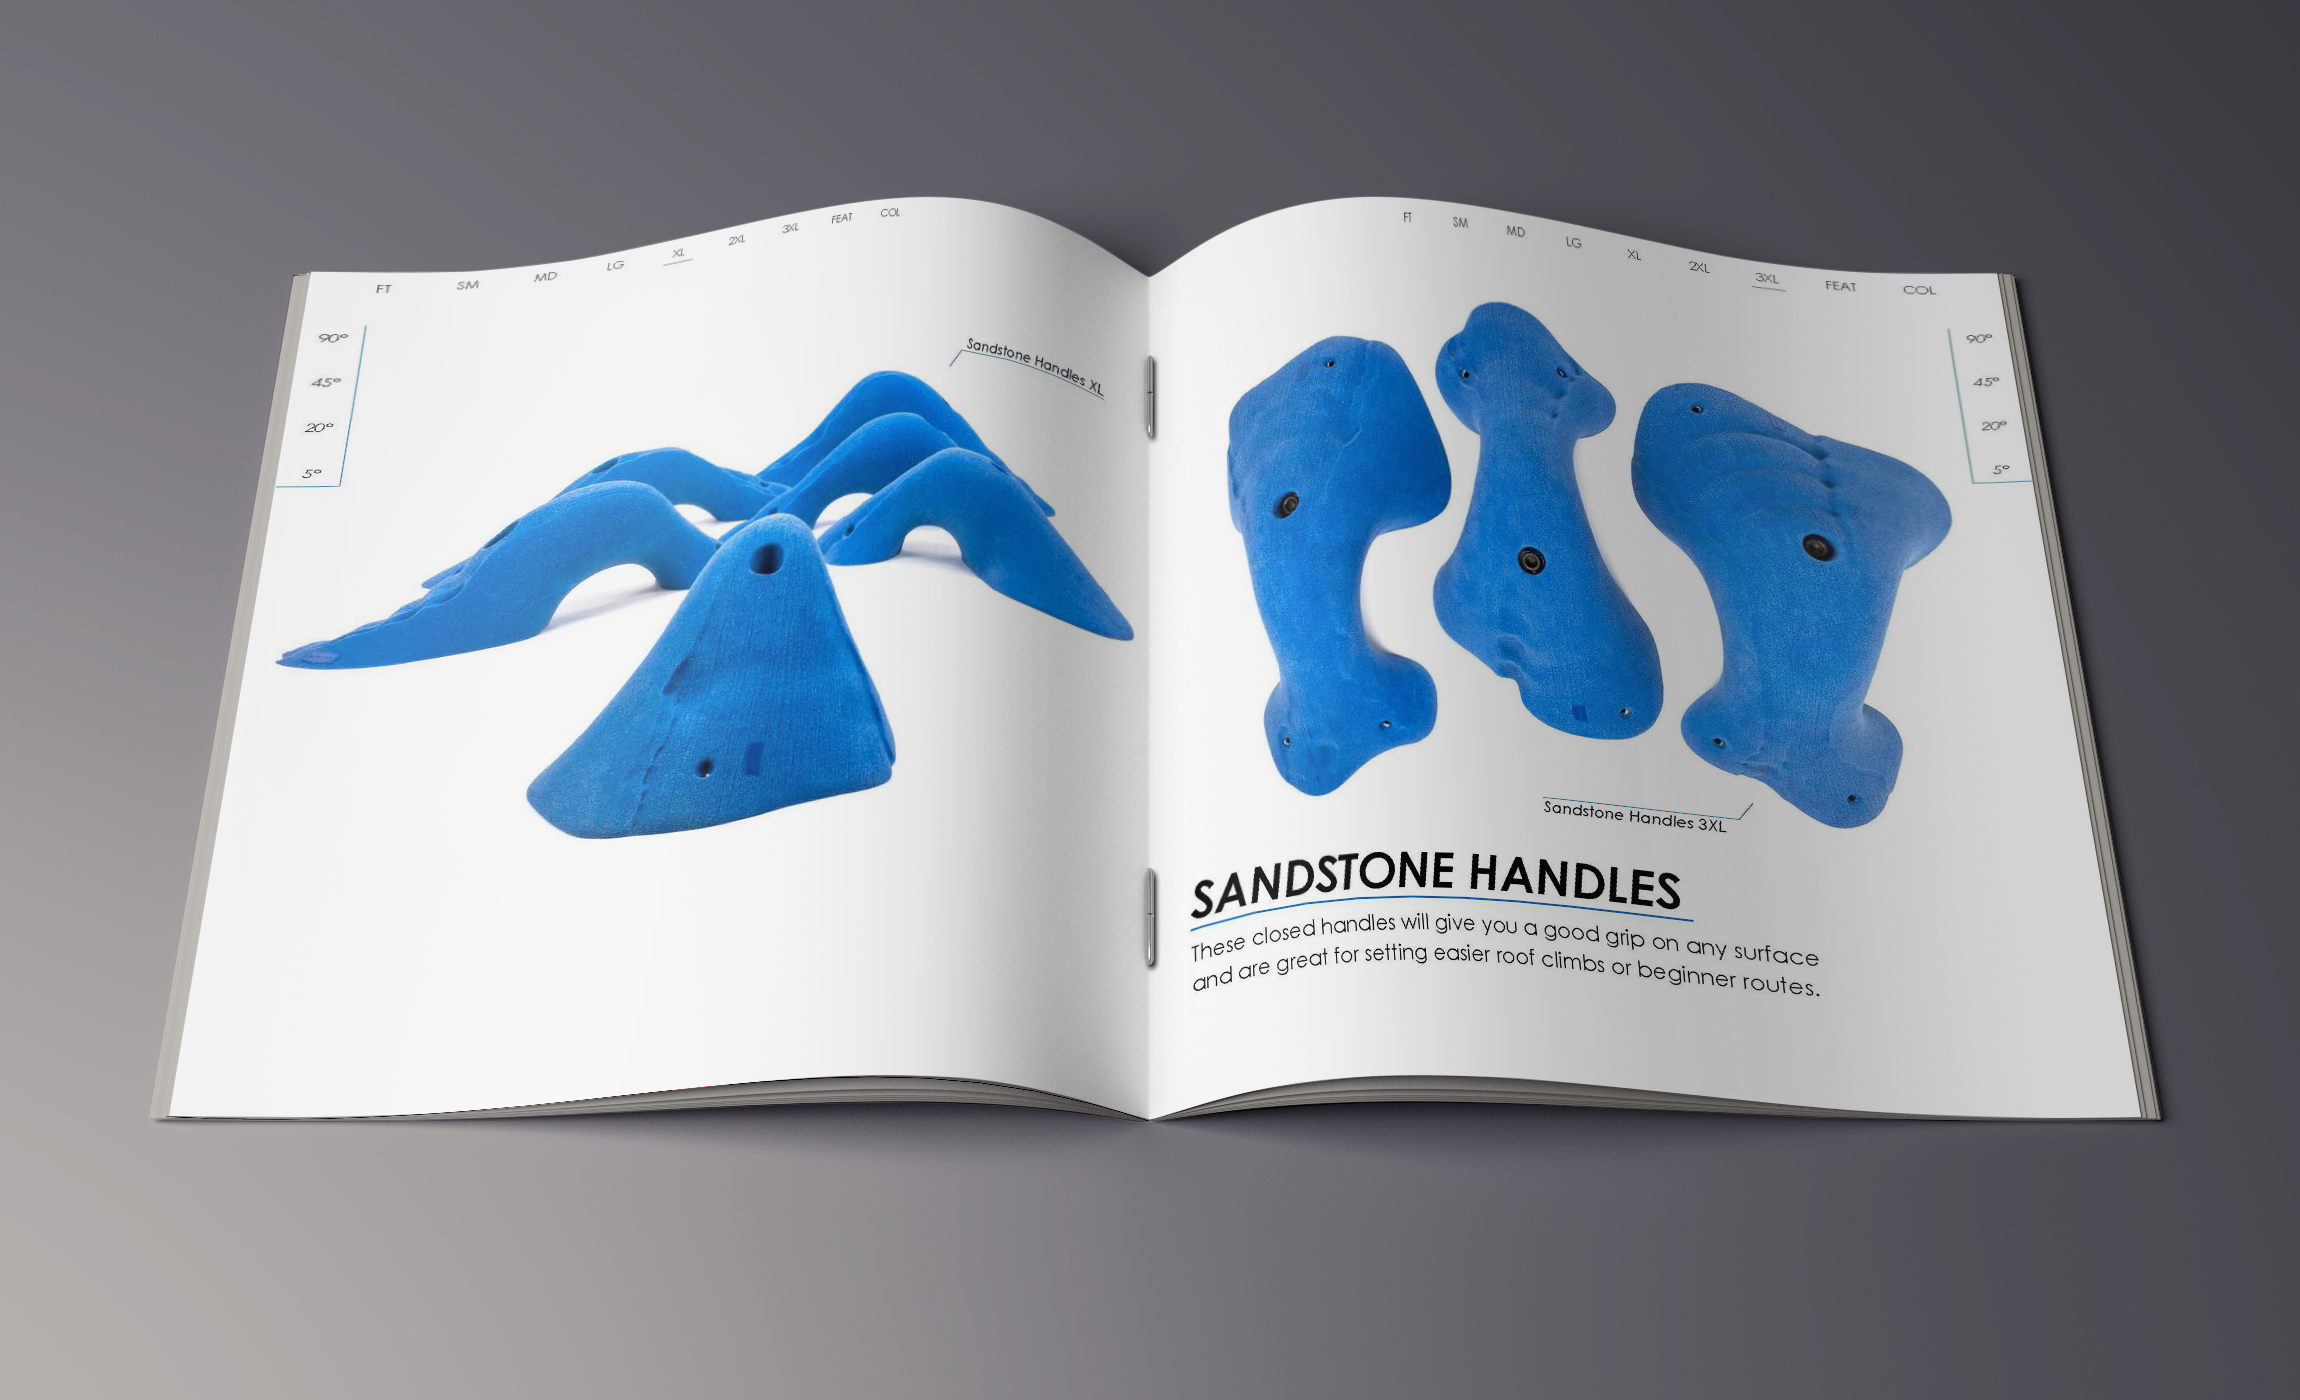 FT SM MD LG XL 2XL 3XL FEAT COL
90°
45°
20°
5°
Sandstone Handles XL
FT SM MD LG XL 2XL 3XL FEAT COL
90°
45°
20°
5°
Sandstone Handles 3XL
SANDSTONE HANDLES
These closed handles will give you a good grip on any surface
and are great for setting easier roof climbs or beginner routes.